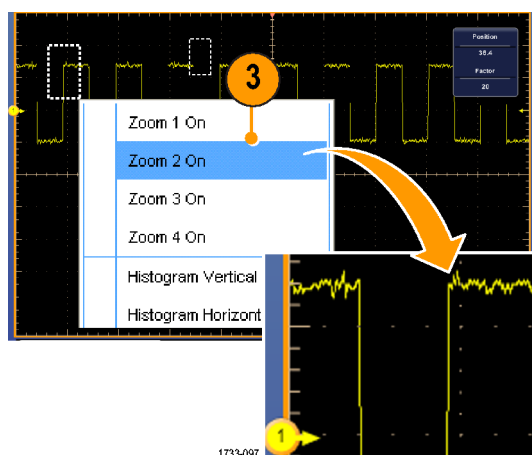 Position
36.4
Factor
20
3
1
Zoom 1 On
Zoom 2 On
Zoom 3 On
Zoom 4 On
Histogram Vertical
Histogram Horizont
1
1733-097